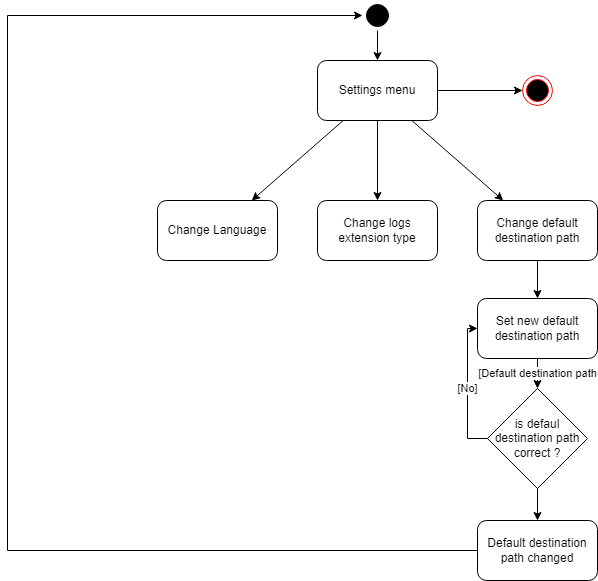 Settings menu
Change Language
Change logs
extension type
Change default
destination path
Set new default
destination path
[Default destination path
[No]
is defaul
destination path
correct ?
Default destination
path changed